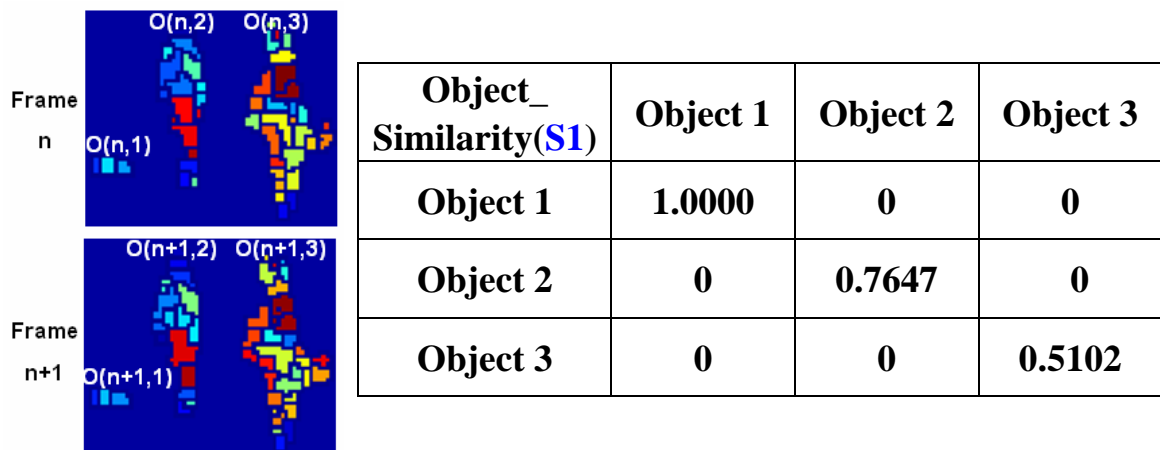 O(n,2) O(n,3)
Frame
n
O(n,1)
O(n+1,2) O(n+1,3)
Frame
n+1
O(n+1,1)
Object_
Similarity(S1) Object 1 Object 2 Object 3
Object 1 1.0000 0 0
Object 2 0 0.7647 0
Object 3 0 0 0.5102